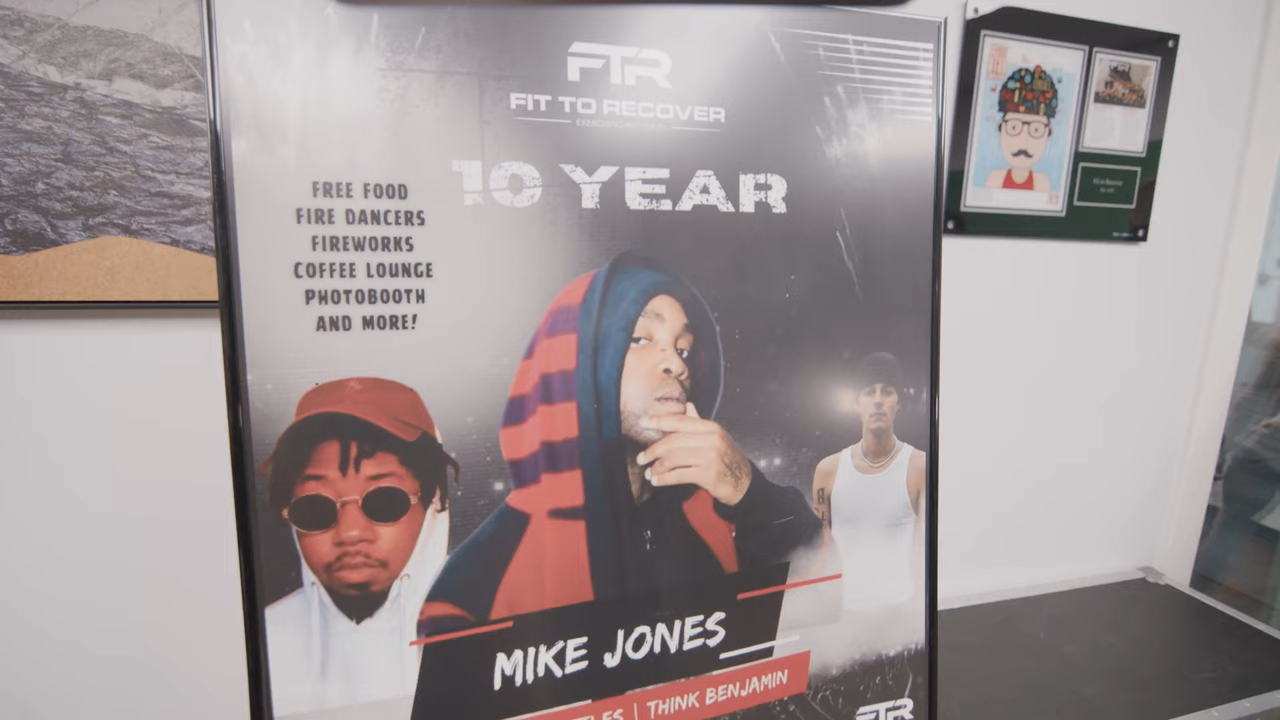 FTR
FIT TO RECOVER
10 YEAR
FREE FOOD
FIRE DANCERS
FIREWORKS
COFFEE LOUNGE
PHOTOBOOTH
AND MORE!
MIKE JONES
| THINK BENJAMIN
FTR